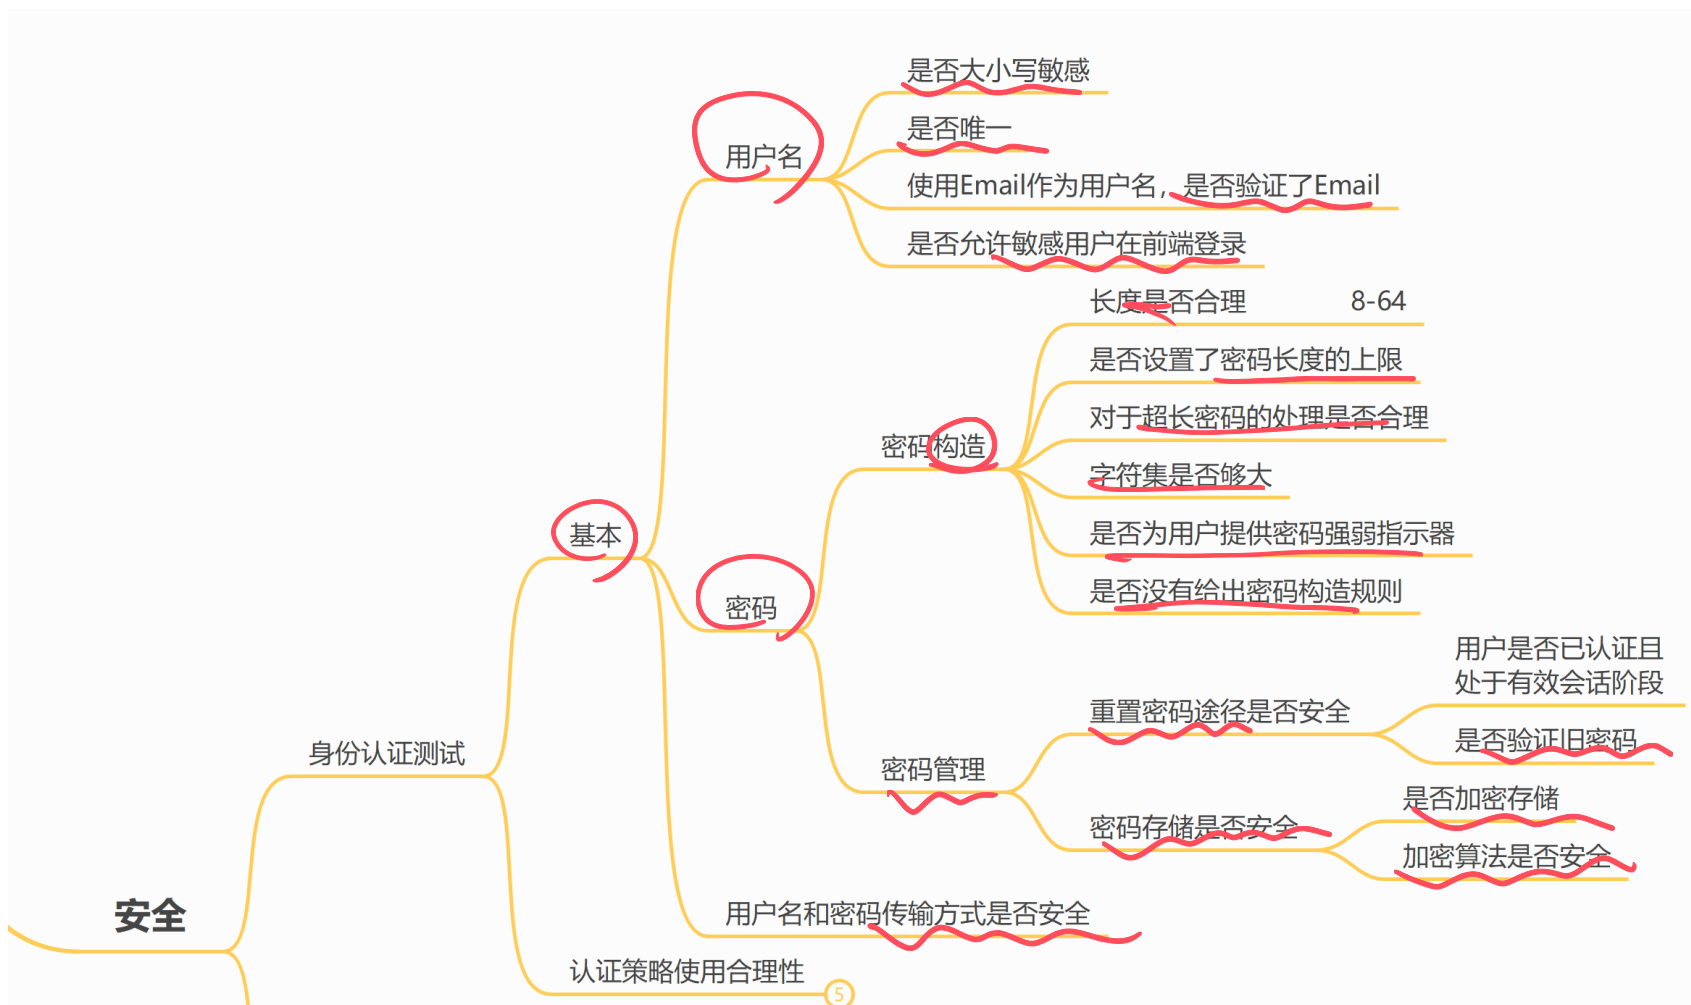 是否大小写敏感
是否唯一
用户名
使用Email作为用户名，是否验证了Email
是否允许敏感用户在前端登录
长度是否合理 8-64
是否设置了密码长度的上限
对于超长密码的处理是否合理
密码构造
字符集是否够大
基本
是否为用户提供密码强弱指示器
是否没有给出密码构造规则
密码
用户是否已认证且
处于有效会话阶段
重置密码途径是否安全
是否验证旧密码
身份认证测试
密码管理
是否加密存储
密码存储是否安全
加密算法是否安全
安全
用户名和密码传输方式是否安全
认证策略使用合理性 5